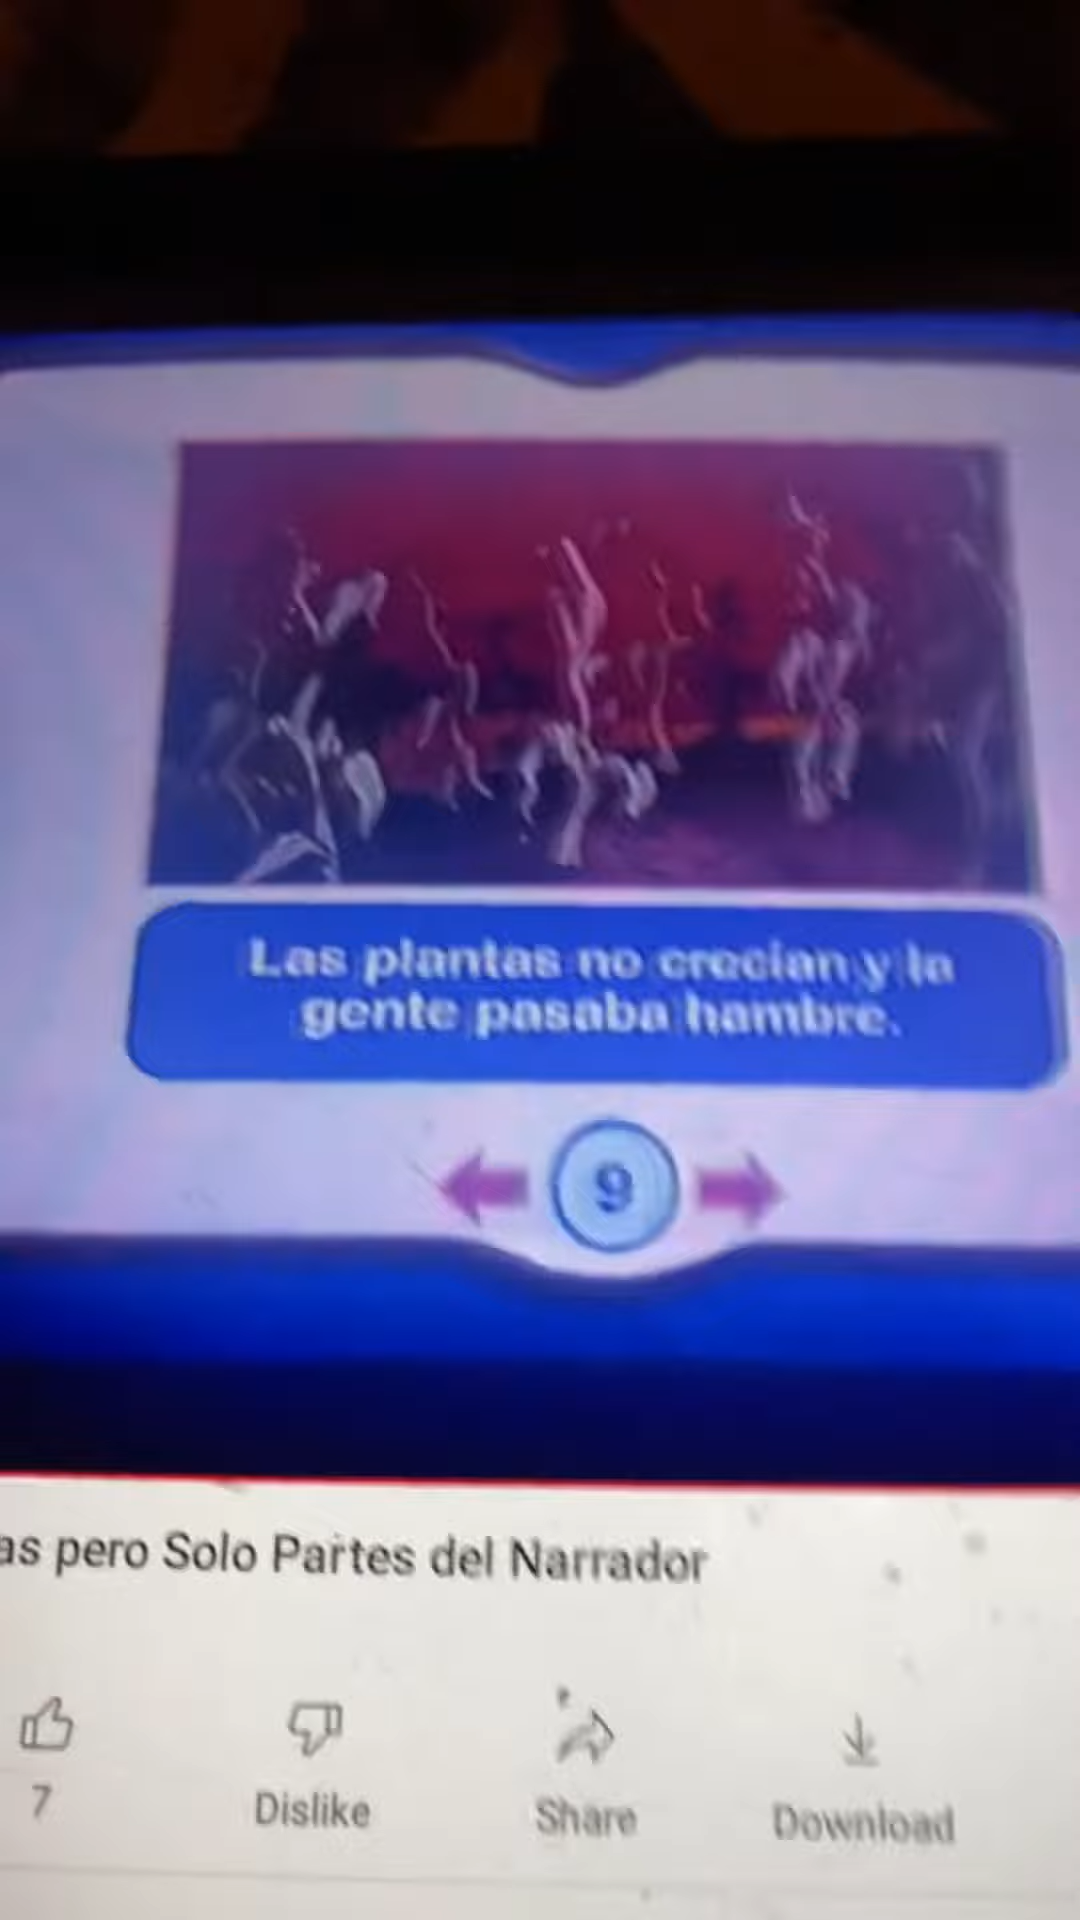 Las plantas no crecían y la
gente pasaba hambre.
9
as pero Solo Partes del Narrador
7
Dislike
Share
Download